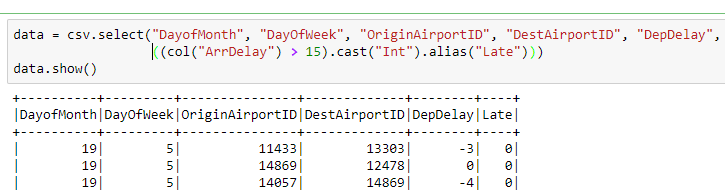 data = csv.select("DayofMonth", "DayOfWeek", "OriginAirportID", "DestAirportID", "DepDelay",
((col("ArrDelay") > 15).cast("Int").alias("Late")))
data.show()
+----------+---------+---------------+-------------+--------+----+
|DayofMonth|DayOfWeek|OriginAirportID|DestAirportID|DepDelay|Late|
+----------+---------+---------------+-------------+--------+----+
|        19|        5|          11433|        13303|      -3|   0|
|        19|        5|          14869|        12478|       0|   0|
|        19|        5|          14057|        14869|      -4|   0|